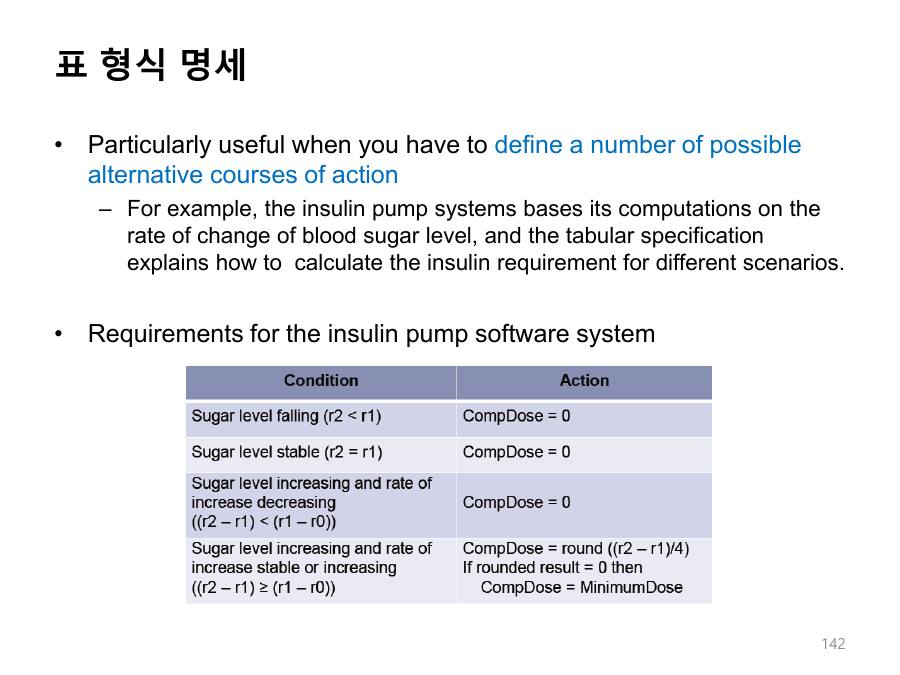 표 형식 명세
• Particularly useful when you have to define a number of possible
alternative courses of action
– For example, the insulin pump systems bases its computations on the
rate of change of blood sugar level, and the tabular specification
explains how to  calculate the insulin requirement for different scenarios.
• Requirements for the insulin pump software system
Condition Action
Sugar level falling (r2 < r1) CompDose = 0
Sugar level stable (r2 = r1) CompDose = 0
Sugar level increasing and rate of
increase decreasing
((r2 – r1) < (r1 – r0))
CompDose = 0
Sugar level increasing and rate of
increase stable or increasing
((r2 – r1) ≥ (r1 – r0))
CompDose = round ((r2 – r1)/4)
If rounded result = 0 then
CompDose = MinimumDose
142